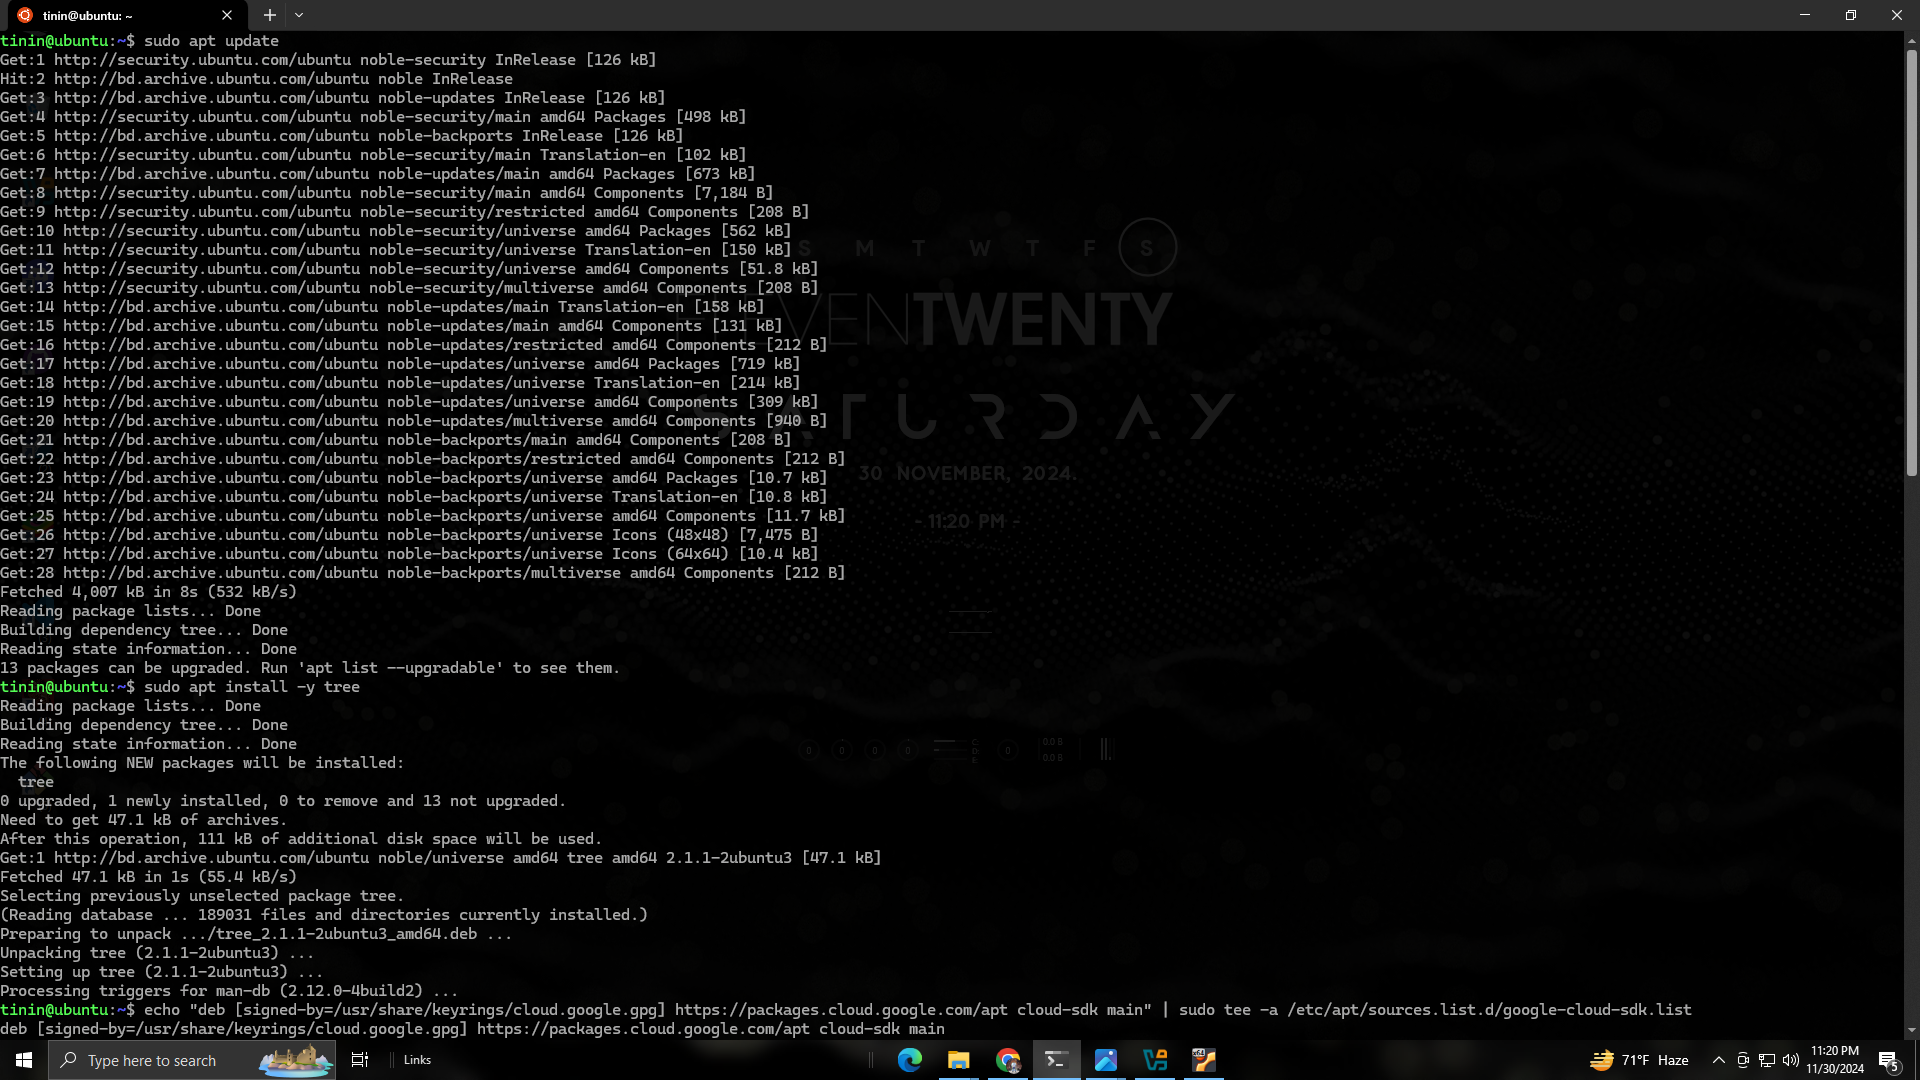 tinin@ubuntu: ~
tinin@ubuntu:~$ sudo apt update
Get:1 http://security.ubuntu.com/ubuntu noble-security InRelease [126 kB]
Hit:2 http://bd.archive.ubuntu.com/ubuntu noble InRelease
Get:3 http://bd.archive.ubuntu.com/ubuntu noble-updates InRelease [126 kB]
Get:4 http://security.ubuntu.com/ubuntu noble-security/main amd64 Packages [498 kB]
Get:5 http://bd.archive.ubuntu.com/ubuntu noble-backports InRelease [126 kB]
Get:6 http://security.ubuntu.com/ubuntu noble-security/main Translation-en [102 kB]
Get:7 http://bd.archive.ubuntu.com/ubuntu noble-updates/main amd64 Packages [673 kB]
Get:8 http://security.ubuntu.com/ubuntu noble-security/main amd64 Components [7,184 B]
Get:9 http://security.ubuntu.com/ubuntu noble-security/restricted amd64 Components [208 B]
Get:10 http://security.ubuntu.com/ubuntu noble-security/universe amd64 Packages [562 kB]
Get:11 http://security.ubuntu.com/ubuntu noble-security/universe Translation-en [150 kB]
Get:12 http://security.ubuntu.com/ubuntu noble-security/universe amd64 Components [51.8 kB]
Get:13 http://security.ubuntu.com/ubuntu noble-security/multiverse amd64 Components [208 B]
Get:14 http://bd.archive.ubuntu.com/ubuntu noble-updates/main Translation-en [158 kB]
Get:15 http://bd.archive.ubuntu.com/ubuntu noble-updates/main amd64 Components [131 kB]
Get:16 http://bd.archive.ubuntu.com/ubuntu noble-updates/restricted amd64 Components [212 B]
Get:17 http://bd.archive.ubuntu.com/ubuntu noble-updates/universe amd64 Packages [719 kB]
Get:18 http://bd.archive.ubuntu.com/ubuntu noble-updates/universe Translation-en [214 kB]
Get:19 http://bd.archive.ubuntu.com/ubuntu noble-updates/universe amd64 Components [309 kB]
Get:20 http://bd.archive.ubuntu.com/ubuntu noble-updates/multiverse amd64 Components [940 B]
Get:21 http://bd.archive.ubuntu.com/ubuntu noble-backports/main amd64 Components [208 B]
Get:22 http://bd.archive.ubuntu.com/ubuntu noble-backports/restricted amd64 Components [212 B]
Get:23 http://bd.archive.ubuntu.com/ubuntu noble-backports/universe amd64 Packages [10.7 kB]
Get:24 http://bd.archive.ubuntu.com/ubuntu noble-backports/universe Translation-en [10.8 kB]
Get:25 http://bd.archive.ubuntu.com/ubuntu noble-backports/universe amd64 Components [11.7 kB]
Get:26 http://bd.archive.ubuntu.com/ubuntu noble-backports/universe Icons (48x48) [7,475 B]
Get:27 http://bd.archive.ubuntu.com/ubuntu noble-backports/universe Icons (64x64) [10.4 kB]
Get:28 http://bd.archive.ubuntu.com/ubuntu noble-backports/multiverse amd64 Components [212 B]
Fetched 4,007 kB in 8s (532 kB/s)
Reading package lists... Done
Building dependency tree... Done
Reading state information... Done
13 packages can be upgraded. Run 'apt list --upgradable' to see them.
tinin@ubuntu:~$ sudo apt install -y tree
Reading package lists... Done
Building dependency tree... Done
Reading state information... Done
The following NEW packages will be installed:
  tree
0 upgraded, 1 newly installed, 0 to remove and 13 not upgraded.
Need to get 47.1 kB of archives.
After this operation, 111 kB of additional disk space will be used.
Get:1 http://bd.archive.ubuntu.com/ubuntu noble/universe amd64 tree amd64 2.1.1-2ubuntu3 [47.1 kB]
Fetched 47.1 kB in 1s (55.4 kB/s)
Selecting previously unselected package tree.
(Reading database ... 189031 files and directories currently installed.)
Preparing to unpack .../tree_2.1.1-2ubuntu3_amd64.deb ...
Unpacking tree (2.1.1-2ubuntu3) ...
Setting up tree (2.1.1-2ubuntu3) ...
Processing triggers for man-db (2.12.0-4build2) ...
tinin@ubuntu:~$ echo "deb [signed-by=/usr/share/keyrings/cloud.google.gpg] https://packages.cloud.google.com/apt cloud-sdk main" | sudo tee -a /etc/apt/sources.list.d/google-cloud-sdk.list
deb [signed-by=/usr/share/keyrings/cloud.google.gpg] https://packages.cloud.google.com/apt cloud-sdk main
S M T W T F S
ELEVENTWENTY
SATURDAY
30 NOVEMBER, 2024.
- 11:20 PM -
0 0 0 0
0
0.0 B
0.0 B
Type here to search
Links
71°F Haze
11:20 PM
11/30/2024
5